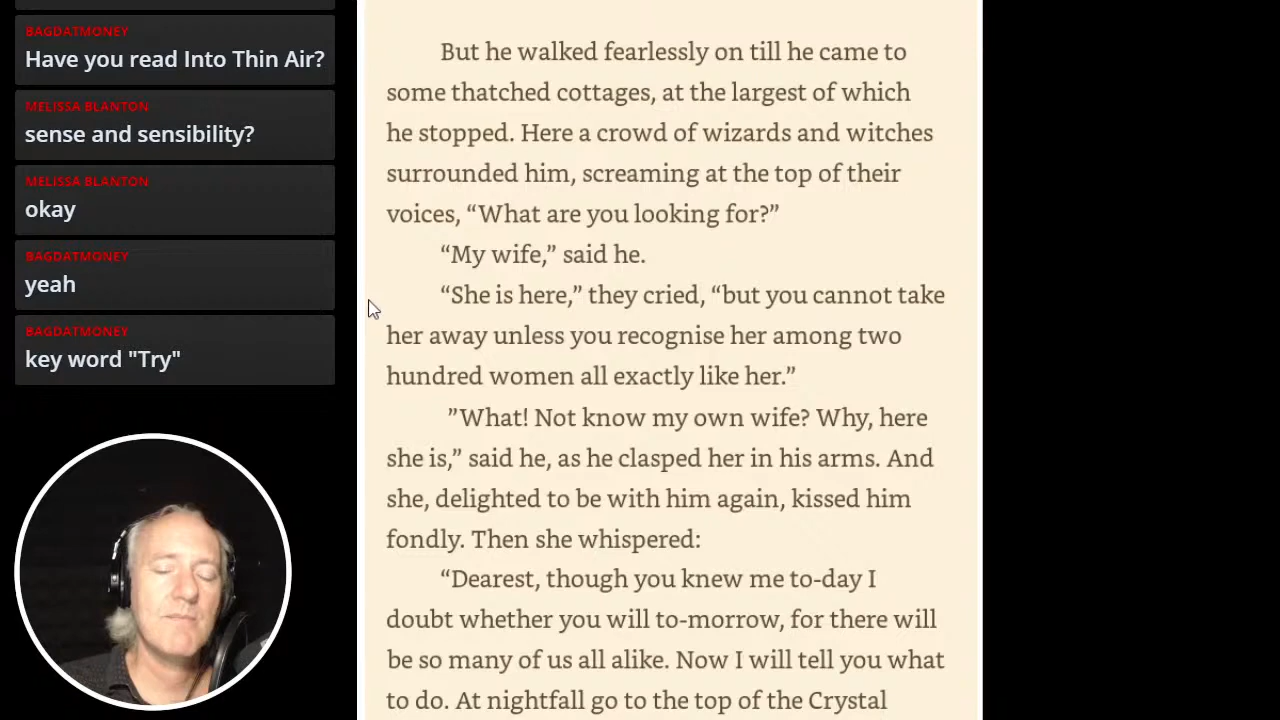 BAGDATMONEY
Have you read Into Thin Air?
MELISSA BLANTON
sense and sensibility?
MELISSA BLANTON
okay
BAGDATMONEY
yeah
BAGDATMONEY
key word "Try"
But he walked fearlessly on till he came to
some thatched cottages, at the largest of which
he stopped. Here a crowd of wizards and witches
surrounded him, screaming at the top of their
voices, “What are you looking for?”
“My wife,” said he.
“She is here,” they cried, “but you cannot take
her away unless you recognise her among two
hundred women all exactly like her.”
”What! Not know my own wife? Why, here
she is,” said he, as he clasped her in his arms. And
she, delighted to be with him again, kissed him
fondly. Then she whispered:
“Dearest, though you knew me to-day I
doubt whether you will to-morrow, for there will
be so many of us all alike. Now I will tell you what
to do. At nightfall go to the top of the Crystal